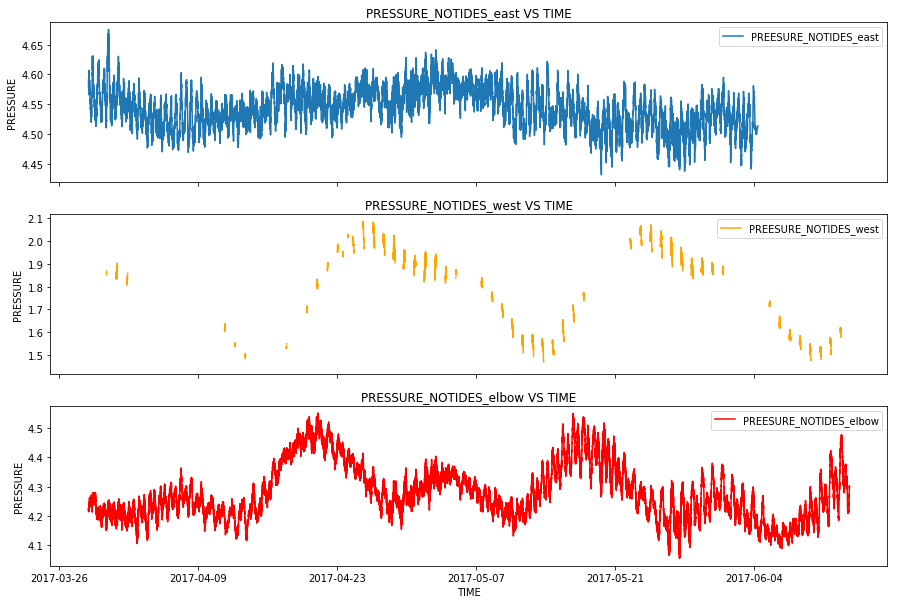 PRESSURE_NOTIDES_east VS TIME
PREESURE_NOTIDES_east
PRESSURE
4.65
4.60
4.55
4.50
4.45
PRESSURE_NOTIDES_west VS TIME
PREESURE_NOTIDES_west
PRESSURE
2.1
2.0
1.9
1.8
1.7
1.6
1.5
PRESSURE_NOTIDES_elbow VS TIME
PREESURE_NOTIDES_elbow
PRESSURE
4.5
4.4
4.3
4.2
4.1
2017-03-26 2017-04-09 2017-04-23 2017-05-07 2017-05-21 2017-06-04
TIME